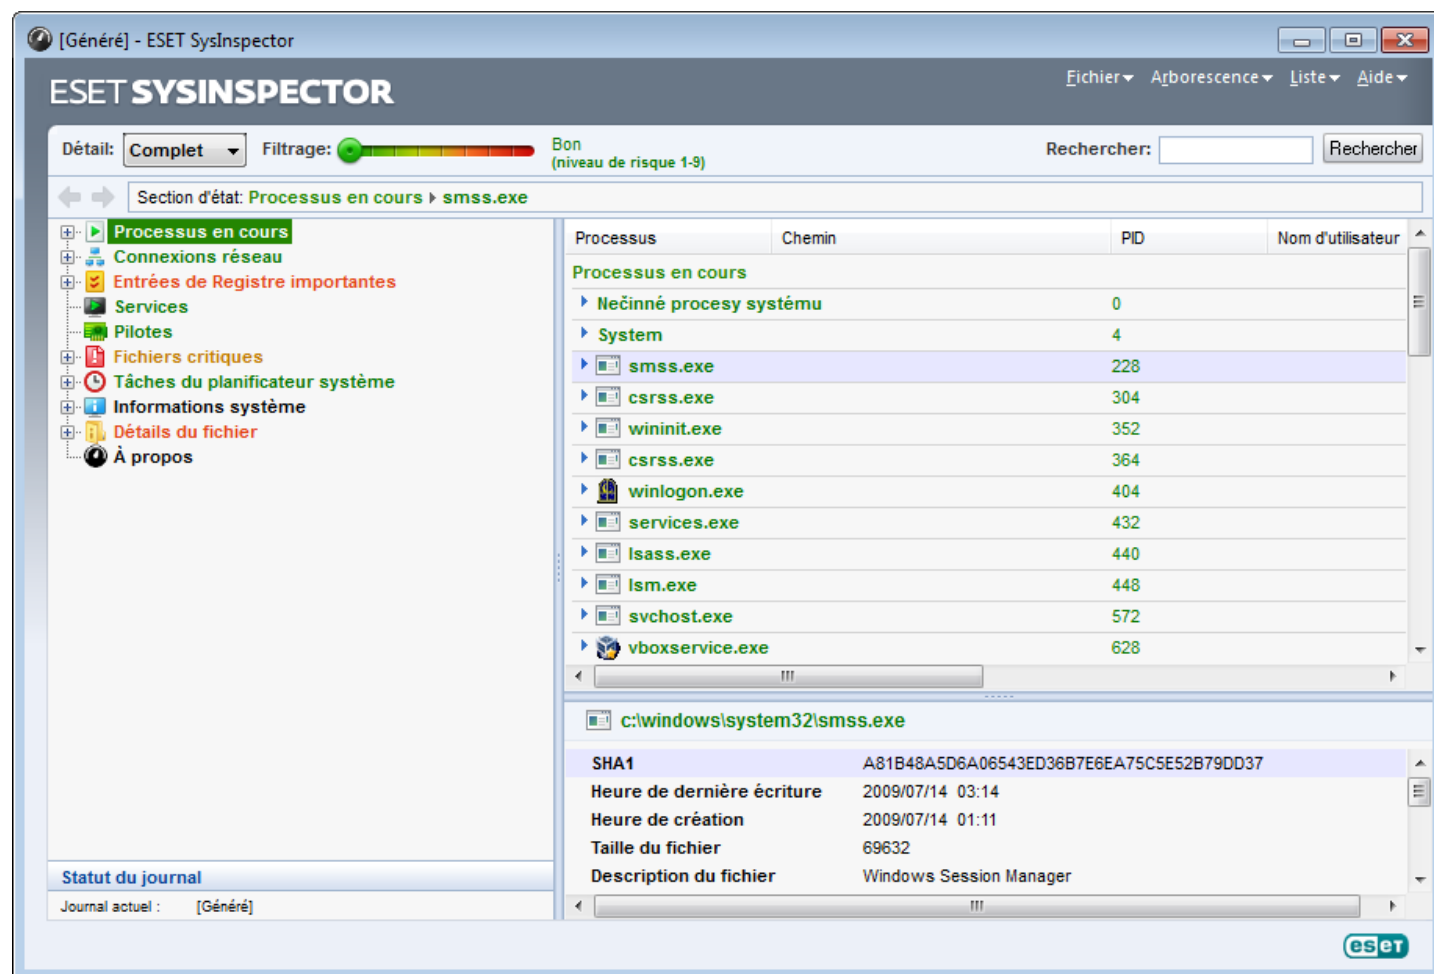 [Généré] - ESET SysInspector
ESET SYSINSPECTOR
Fichier Arborescence Liste Aide
Détail: Complet Filtrage: Bon (niveau de risque 1-9) Rechercher: Rechercher
Section d'état: Processus en cours smss.exe
Processus en cours
Connexions réseau
Entrées de Registre importantes
Services
Pilotes
Fichiers critiques
Tâches du planificateur système
Informations système
Détails du fichier
À propos
Statut du journal
Journal actuel : [Généré]
Processus Chemin PID Nom d'utilisateur
Processus en cours
Nečinné procesy systému 0
System 4
smss.exe 228
csrss.exe 304
wininit.exe 352
csrss.exe 364
winlogon.exe 404
services.exe 432
lsass.exe 440
lsm.exe 448
svchost.exe 572
vboxservice.exe 628
c:\windows\system32\smss.exe
SHA1 A81B48A5D6A06543ED36B7E6EA75C5E52B79DD37
Heure de dernière écriture 2009/07/14 03:14
Heure de création 2009/07/14 01:11
Taille du fichier 69632
Description du fichier Windows Session Manager
eseT